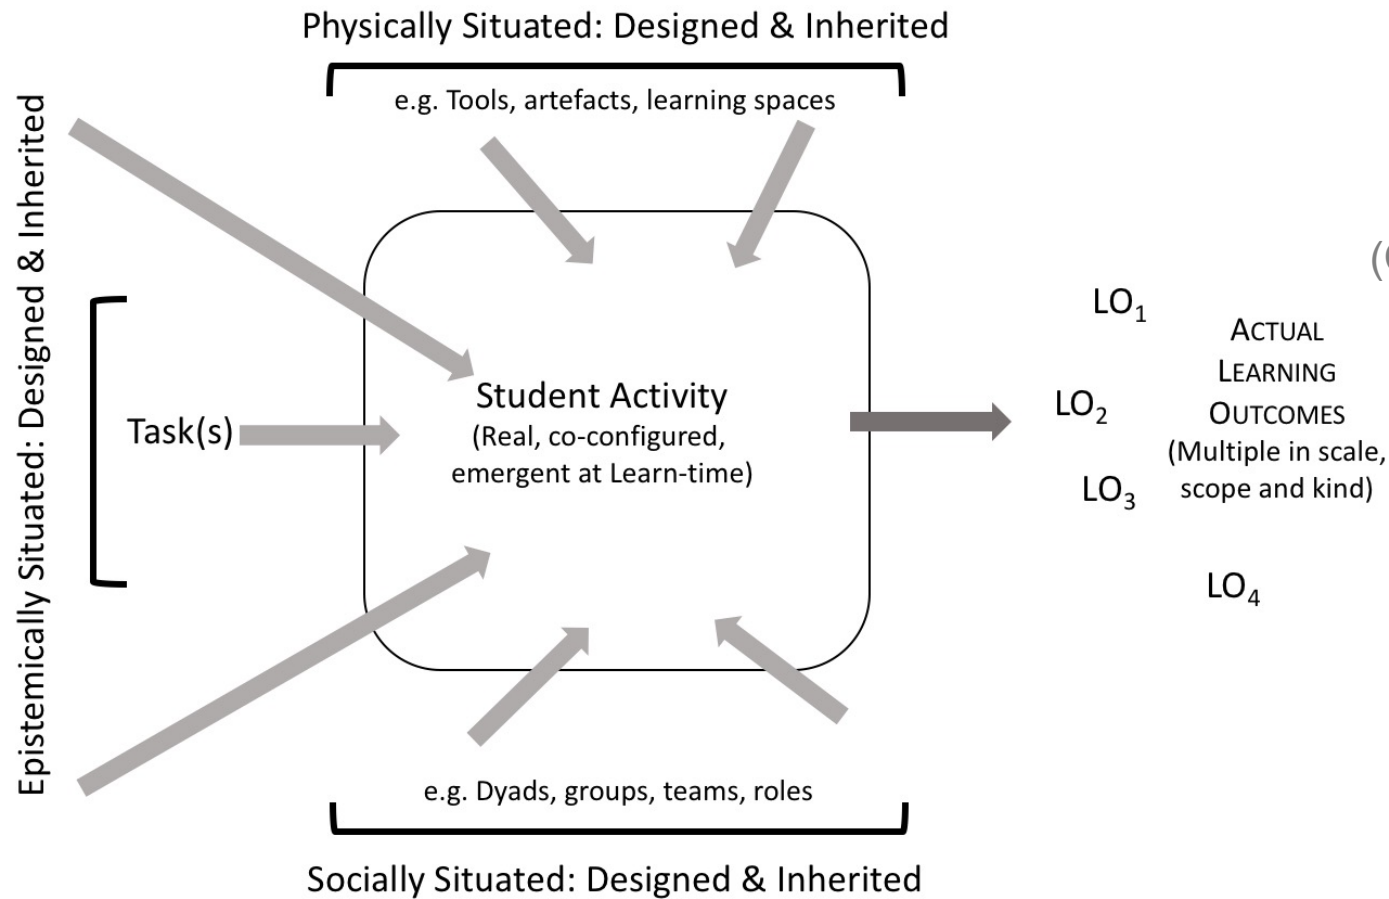 Physically Situated: Designed & Inherited
e.g. Tools, artefacts, learning spaces
Epistemically Situated: Designed & Inherited
Task(s)
Student Activity
(Real, co-configured,
emergent at Learn-time)
LO₁
LO₂
LO₃
LO₄
ACTUAL
LEARNING
OUTCOMES
(Multiple in scale,
scope and kind)
e.g. Dyads, groups, teams, roles
Socially Situated: Designed & Inherited